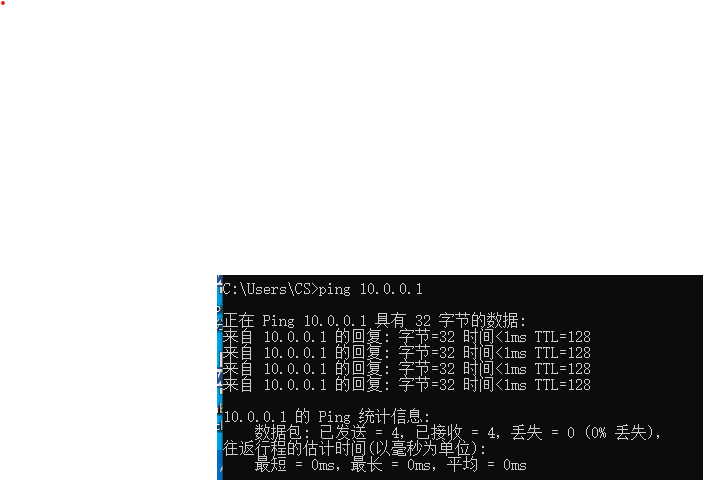 C:\Users\CS>ping 10.0.0.1
正在 Ping 10.0.0.1 具有 32 字节的数据:
来自 10.0.0.1 的回复: 字节=32 时间<1ms TTL=128
来自 10.0.0.1 的回复: 字节=32 时间<1ms TTL=128
来自 10.0.0.1 的回复: 字节=32 时间<1ms TTL=128
来自 10.0.0.1 的回复: 字节=32 时间<1ms TTL=128
10.0.0.1 的 Ping 统计信息:
数据包: 已发送 = 4，已接收 = 4，丢失 = 0 (0% 丢失)，
往返行程的估计时间(以毫秒为单位):
最短 = 0ms，最长 = 0ms，平均 = 0ms